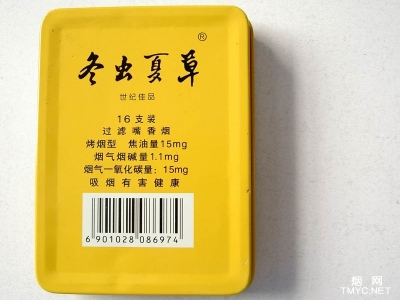 冬虫夏草®
世纪佳品
16支装
过滤嘴香烟
烤烟型 焦油量15mg
烟气烟碱量1.1mg
烟气一氧化碳量：15mg
吸烟有害健康
6 901028 086974
烟网
TMYC.NET